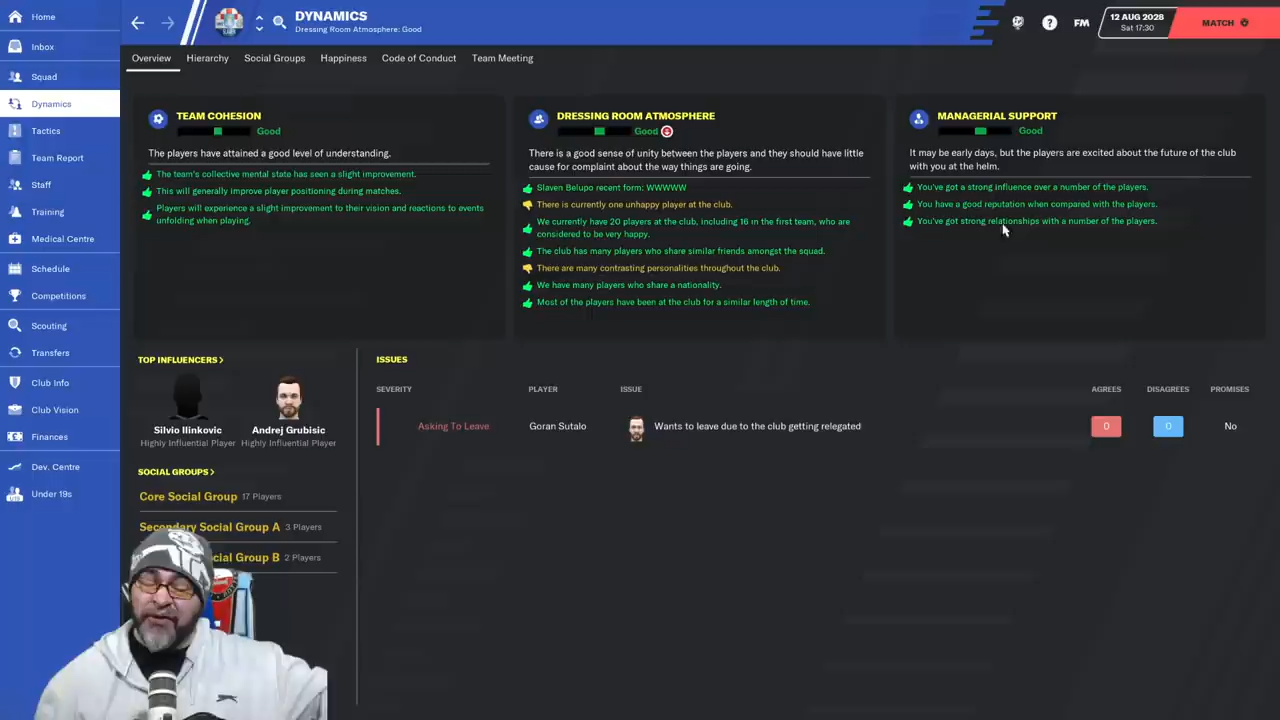 Home
Inbox
Squad
Dynamics
Tactics
Team Report
Staff
Training
Medical Centre
Schedule
Competitions
Scouting
Transfers
Club Info
Club Vision
Finances
Dev. Centre
Under 19s
DYNAMICS
Dressing Room Atmosphere: Good
FM
12 AUG 2028
Sat 17:30
MATCH
Overview
Hierarchy
Social Groups
Happiness
Code of Conduct
Team Meeting
TEAM COHESION
Good
The players have attained a good level of understanding.
The team's collective mental state has seen a slight improvement.
This will generally improve player positioning during matches.
Players will experience a slight improvement to their vision and reactions to events
unfolding when playing.
DRESSING ROOM ATMOSPHERE
Good
There is a good sense of unity between the players and they should have little
cause for complaint about the way things are going.
Slaven Belupo recent form: WWWWW
There is currently one unhappy player at the club.
We currently have 20 players at the club, including 16 in the first team, who are
considered to be very happy.
The club has many players who share similar friends amongst the squad.
There are many contrasting personalities throughout the club.
We have many players who share a nationality.
Most of the players have been at the club for a similar length of time.
MANAGERIAL SUPPORT
Good
It may be early days, but the players are excited about the future of the club
with you at the helm.
You've got a strong influence over a number of the players.
You have a good reputation when compared with the players.
You've got strong relationships with a number of the players.
TOP INFLUENCERS >
Silvio Ilinkovic
Highly Influential Player
Andrej Grubisic
Highly Influential Player
SOCIAL GROUPS >
Core Social Group 17 Players
Secondary Social Group A 3 Players
cial Group B 2 Players
ISSUES
SEVERITY PLAYER ISSUE AGREES DISAGREES PROMISES
Asking To Leave Goran Sutalo Wants to leave due to the club getting relegated 0 0 No